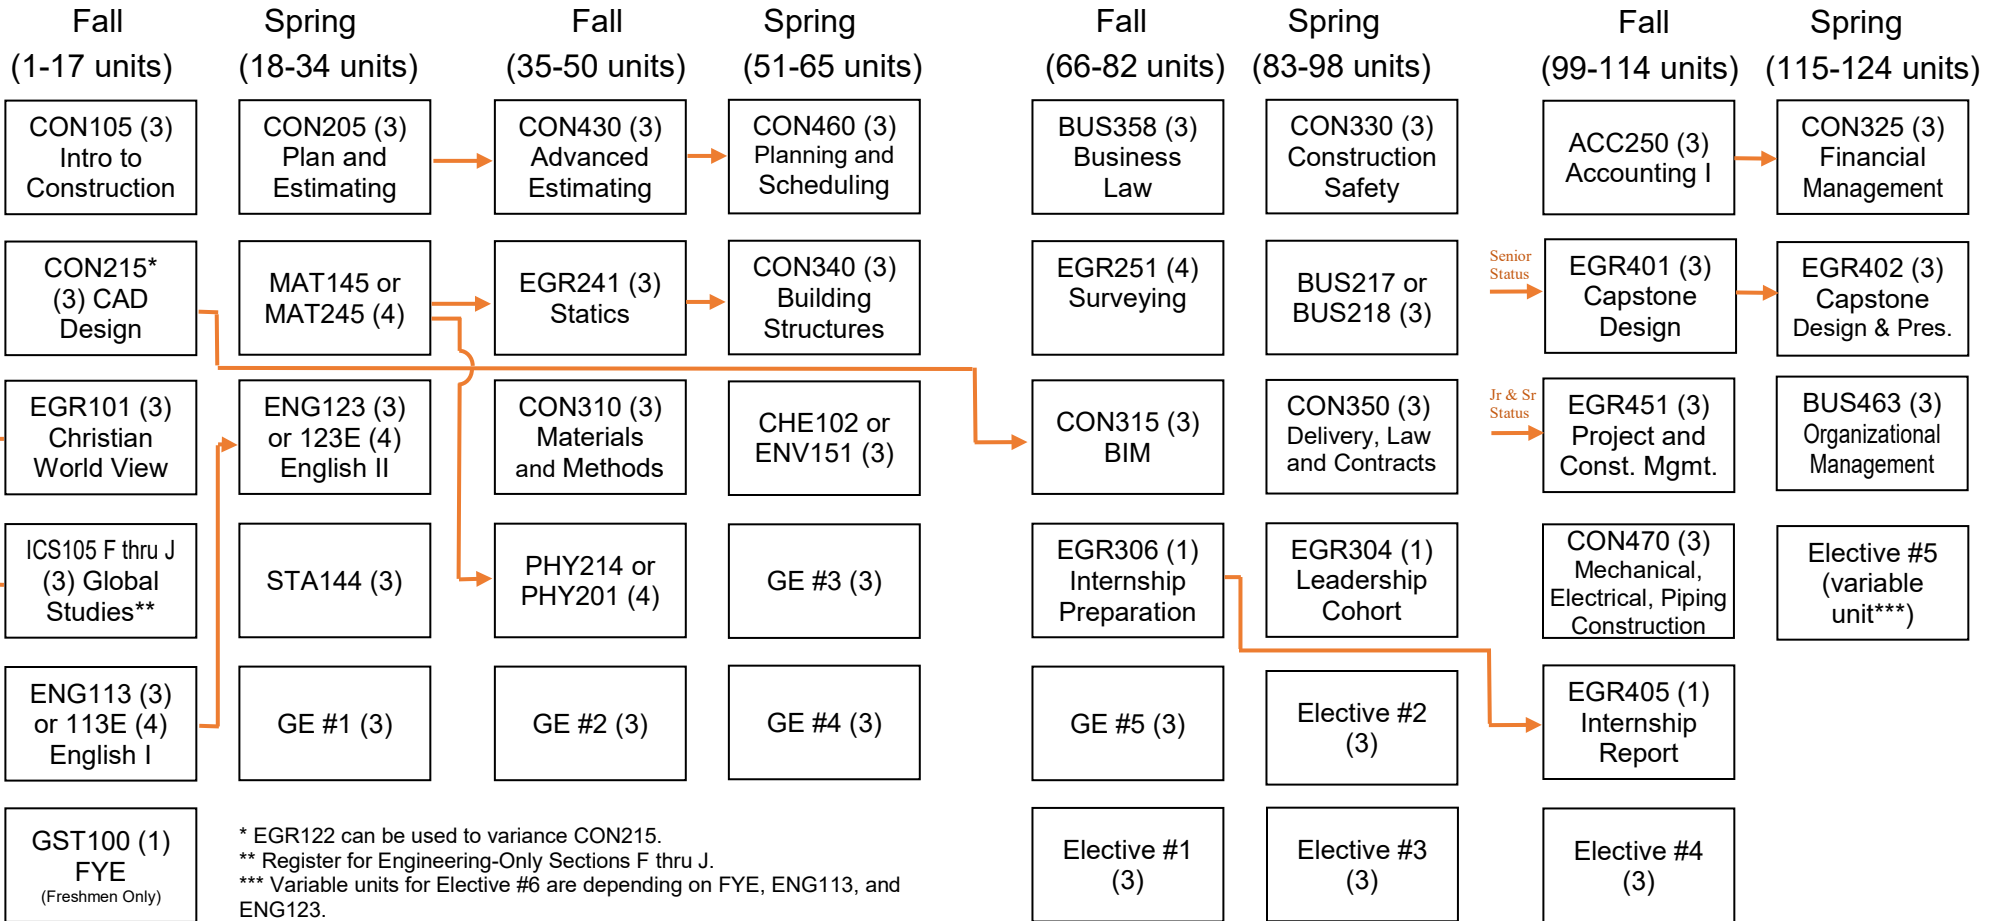 Fall
(1-17 units)
Spring
(18-34 units)
Fall
(35-50 units)
Spring
(51-65 units)
Fall
(66-82 units)
Spring
(83-98 units)
Fall
(99-114 units)
Spring
(115-124 units)
CON105 (3)
Intro to
Construction
CON205 (3)
Plan and
Estimating
CON430 (3)
Advanced
Estimating
CON460 (3)
Planning and
Scheduling
BUS358 (3)
Business
Law
CON330 (3)
Construction
Safety
ACC250 (3)
Accounting I
CON325 (3)
Financial
Management
CON215*
(3) CAD
Design
MAT145 or
MAT245 (4)
EGR241 (3)
Statics
CON340 (3)
Building
Structures
EGR251 (4)
Surveying
BUS217 or
BUS218 (3)
Senior
Status
EGR401 (3)
Capstone
Design
EGR402 (3)
Capstone
Design & Pres.
EGR101 (3)
Christian
World View
ENG123 (3)
or 123E (4)
English II
CON310 (3)
Materials
and Methods
CHE102 or
ENV151 (3)
CON315 (3)
BIM
CON350 (3)
Delivery, Law
and Contracts
Jr & Sr
Status
EGR451 (3)
Project and
Const. Mgmt.
BUS463 (3)
Organizational
Management
ICS105 F thru J
(3) Global
Studies**
STA144 (3)
PHY214 or
PHY201 (4)
GE #3 (3)
EGR306 (1)
Internship
Preparation
EGR304 (1)
Leadership
Cohort
CON470 (3)
Mechanical,
Electrical, Piping
Construction
Elective #5
(variable
unit***)
ENG113 (3)
or 113E (4)
English I
GE #1 (3)
GE #2 (3)
GE #4 (3)
GE #5 (3)
Elective #2
(3)
EGR405 (1)
Internship
Report
GST100 (1)
FYE
(Freshmen Only)
* EGR122 can be used to variance CON215.
** Register for Engineering-Only Sections F thru J.
*** Variable units for Elective #6 are depending on FYE, ENG113, and
ENG123.
Elective #1
(3)
Elective #3
(3)
Elective #4
(3)